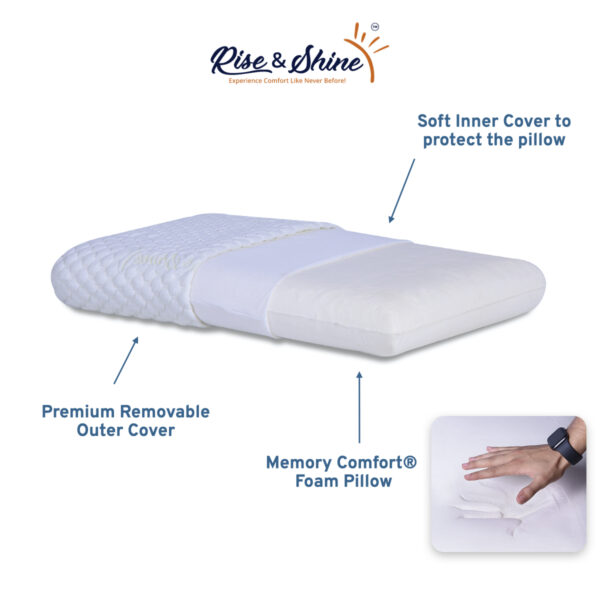 Rise & Shine
TM
Experience Comfort Like Never Before!
Soft Inner Cover to
protect the pillow
Premium Removable
Outer Cover
Memory Comfort®
Foam Pillow